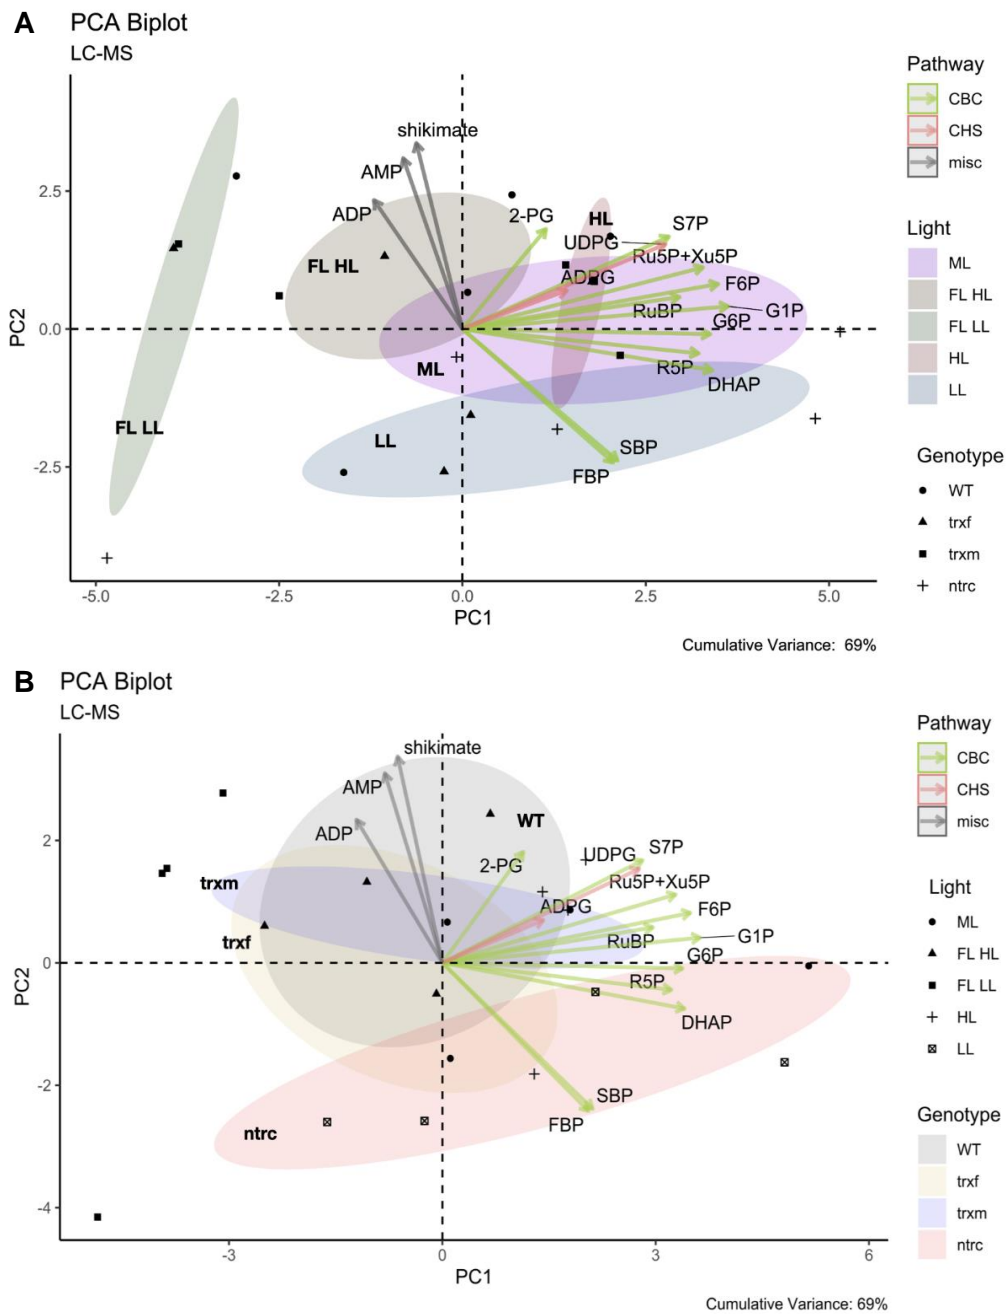 A
PCA Biplot
LC-MS
PC2
2.5
0.0
-2.5
shikimate
AMP
ADP
2-PG
HL
S7P
UDPG
Ru5P+Xu5P
FL HL
ADPG
F6P
RuBP
G1P
G6P
ML
R5P
DHAP
FL LL
LL
SBP
FBP
-5.0 -2.5 0.0 2.5 5.0
PC1
Cumulative Variance: 69%
Pathway
CBC
CHS
misc
Light
ML
FL HL
FL LL
HL
LL
Genotype
WT
trxf
trxm
ntrc
B
PCA Biplot
LC-MS
PC2
2
0
-2
-4
shikimate
AMP
ADP
WT
2-PG
UDPG
S7P
trxm
Ru5P+Xu5P
ADPG
F6P
trxf
RuBP
G1P
G6P
R5P
DHAP
SBP
FBP
ntrc
-3 0 3 6
PC1
Cumulative Variance: 69%
Pathway
CBC
CHS
misc
Light
ML
FL HL
FL LL
HL
LL
Genotype
WT
trxf
trxm
ntrc